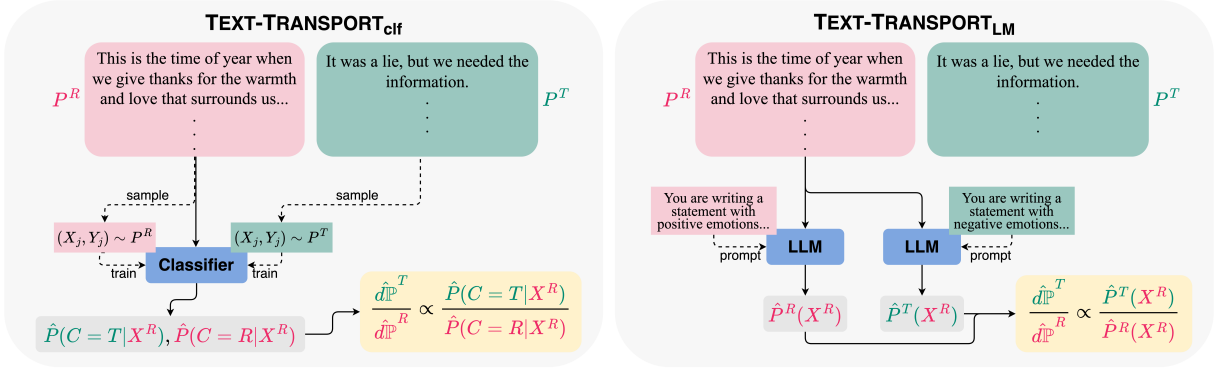 TEXT-TRANSPORT_clf
This is the time of year when
we give thanks for the warmth
and love that surrounds us...
.
.
.
It was a lie, but we needed the
information.
.
.
.
P^R
P^T
sample
sample
(X_j, Y_j) ∼ P^R
(X_j, Y_j) ∼ P^T
train
Classifier
train
P̂(C = T|X^R), P̂(C = R|X^R)
dℙ̂^T / dℙ̂^R ∝ P̂(C = T|X^R) / P̂(C = R|X^R)
TEXT-TRANSPORT_LM
This is the time of year when
we give thanks for the warmth
and love that surrounds us...
.
.
.
It was a lie, but we needed the
information.
.
.
.
P^R
P^T
You are writing a
statement with
positive emotions...
You are writing a
statement with
negative emotions...
prompt
LLM
LLM
prompt
P̂^R(X^R)
P̂^T(X^R)
dℙ̂^T / dℙ̂^R ∝ P̂^T(X^R) / P̂^R(X^R)